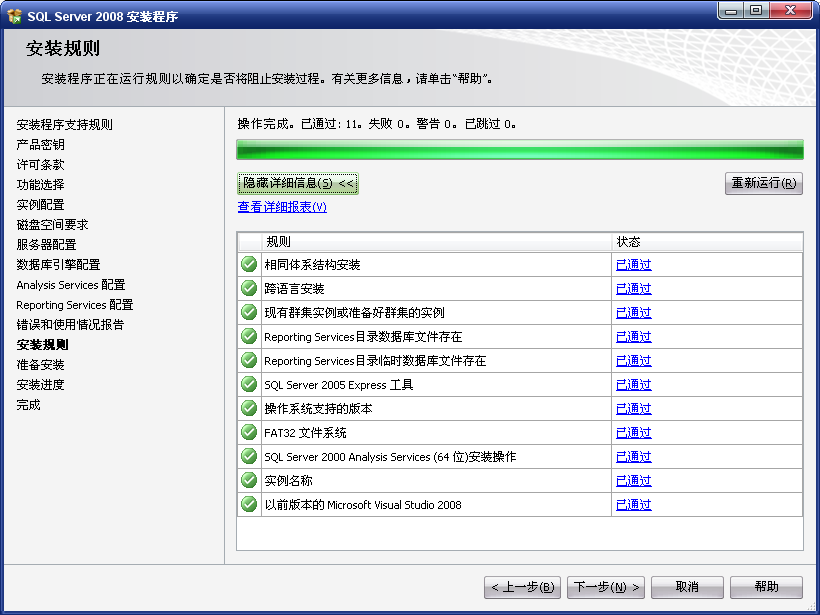 SQL Server 2008 安装程序
安装规则
安装程序正在运行规则以确定是否将阻止安装过程。有关更多信息，请单击“帮助”。
安装程序支持规则
产品密钥
许可条款
功能选择
实例配置
磁盘空间要求
服务器配置
数据库引擎配置
Analysis Services 配置
Reporting Services 配置
错误和使用情况报告
安装规则
准备安装
安装进度
完成
操作完成。已通过: 11。失败 0。警告 0。已跳过 0。
隐藏详细信息(S) <<
重新运行(R)
查看详细报表(V)
规则 状态
相同体系结构安装 已通过
跨语言安装 已通过
现有群集实例或准备好群集的实例 已通过
Reporting Services目录数据库文件存在 已通过
Reporting Services目录临时数据库文件存在 已通过
SQL Server 2005 Express 工具 已通过
操作系统支持的版本 已通过
FAT32 文件系统 已通过
SQL Server 2000 Analysis Services (64 位)安装操作 已通过
实例名称 已通过
以前版本的 Microsoft Visual Studio 2008 已通过
< 上一步(B) 下一步(N) > 取消 帮助